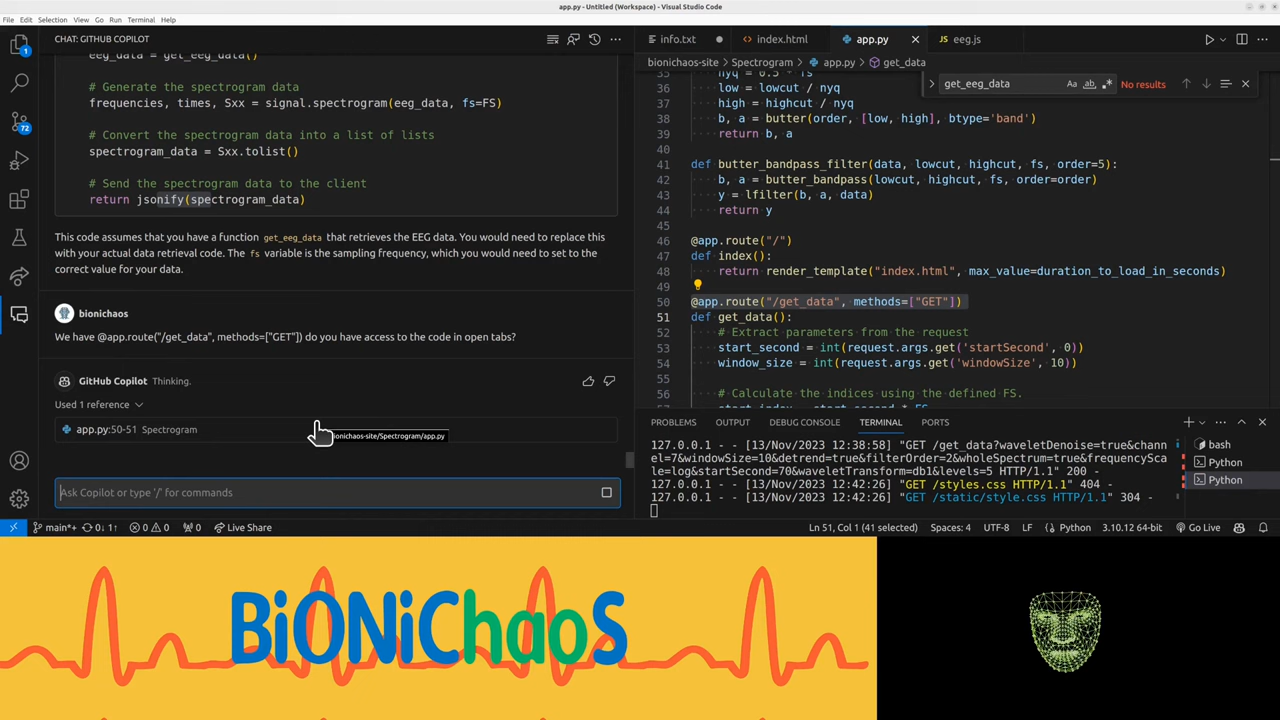 app.py - Untitled (Workspace) - Visual Studio Code
File Edit Selection View Go Run Terminal Help
CHAT: GITHUB COPILOT
eeg_data = get_eeg_data()
# Generate the spectrogram data
frequencies, times, Sxx = signal.spectrogram(eeg_data, fs=FS)
# Convert the spectrogram data into a list of lists
spectrogram_data = Sxx.tolist()
# Send the spectrogram data to the client
return jsonify(spectrogram_data)
This code assumes that you have a function get_eeg_data that retrieves the EEG data. You would need to replace this
with your actual data retrieval code. The fs variable is the sampling frequency, which you would need to set to the
correct value for your data.
bionichaos
We have @app.route("/get_data", methods=["GET"]) do you have access to the code in open tabs?
GitHub Copilot Thinking.
Used 1 reference
app.py:50-51 Spectrogram
bionichaos-site/Spectrogram/app.py
Ask Copilot or type '/' for commands
1
72
info.txt
index.html
app.py
eeg.js
bionichaos-site > Spectrogram > app.py > get_data
get_eeg_data
Aa ab .*
No results
35 nyq = 0.5 * fs
36 low = lowcut / nyq
37 high = highcut / nyq
38 b, a = butter(order, [low, high], btype='band')
39 return b, a
40
41 def butter_bandpass_filter(data, lowcut, highcut, fs, order=5):
42 b, a = butter_bandpass(lowcut, highcut, fs, order=order)
43 y = lfilter(b, a, data)
44 return y
45
46 @app.route("/")
47 def index():
48 return render_template("index.html", max_value=duration_to_load_in_seconds)
49
50 @app.route("/get_data", methods=["GET"])
51 def get_data():
52 # Extract parameters from the request
53 start_second = int(request.args.get('startSecond', 0))
54 window_size = int(request.args.get('windowSize', 10))
55
56 # Calculate the indices using the defined FS.
57 start_index = start_second * FS
PROBLEMS OUTPUT DEBUG CONSOLE TERMINAL PORTS
127.0.0.1 - - [13/Nov/2023 12:38:58] "GET /get_data?waveletDenoise=true&chann
el=7&windowSize=10&detrend=true&filterOrder=2&wholeSpectrum=true&frequencySca
le=log&startSecond=70&waveletTransform=db1&levels=5 HTTP/1.1" 200 -
127.0.0.1 - - [13/Nov/2023 12:42:26] "GET /styles.css HTTP/1.1" 404 -
127.0.0.1 - - [13/Nov/2023 12:42:26] "GET /static/style.css HTTP/1.1" 304 -
bash
Python
Python
main*+ 0↓ 1↑ 0 0 0 Live Share
Ln 51, Col 1 (41 selected) Spaces: 4 UTF-8 LF Python 3.10.12 64-bit Go Live
BiONiChaoS